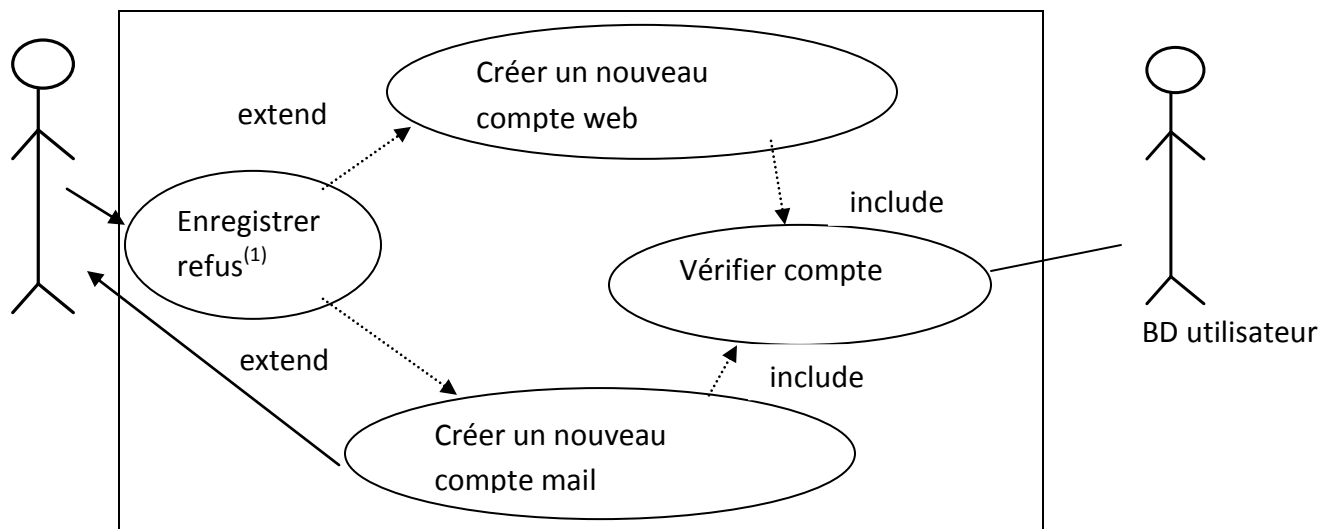 Créer un nouveau
compte web
extend
include
Enregistrer
refus(1)
Vérifier compte
BD utilisateur
extend
include
Créer un nouveau
compte mail